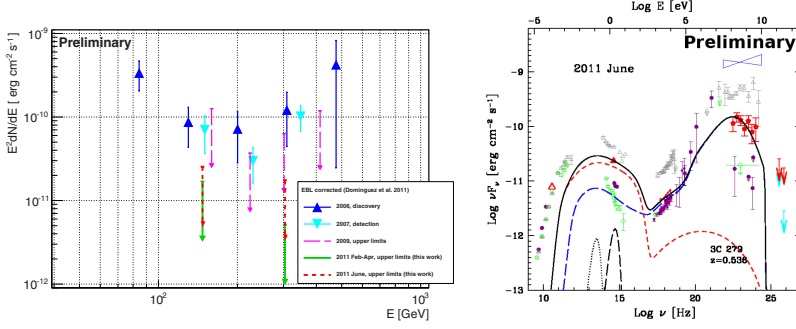 Preliminary
10⁻⁹
10⁻¹⁰
10⁻¹¹
10⁻¹²
E²dN/dE [ erg cm⁻² s⁻¹ ]
EBL corrected (Dominguez et al. 2011)
2006, discovery
2007, detection
2009, upper limits
2011 Feb-Apr, upper limits (this work)
2011 June, upper limits (this work)
10²
10³
E [GeV]
Log E [eV]
-5 0 5 10
Preliminary
2011 June
-9
-10
-11
-12
-13
Log νFᵥ [erg cm⁻² s⁻¹]
3C 279
z=0.536
10 15 20 25
Log ν [Hz]